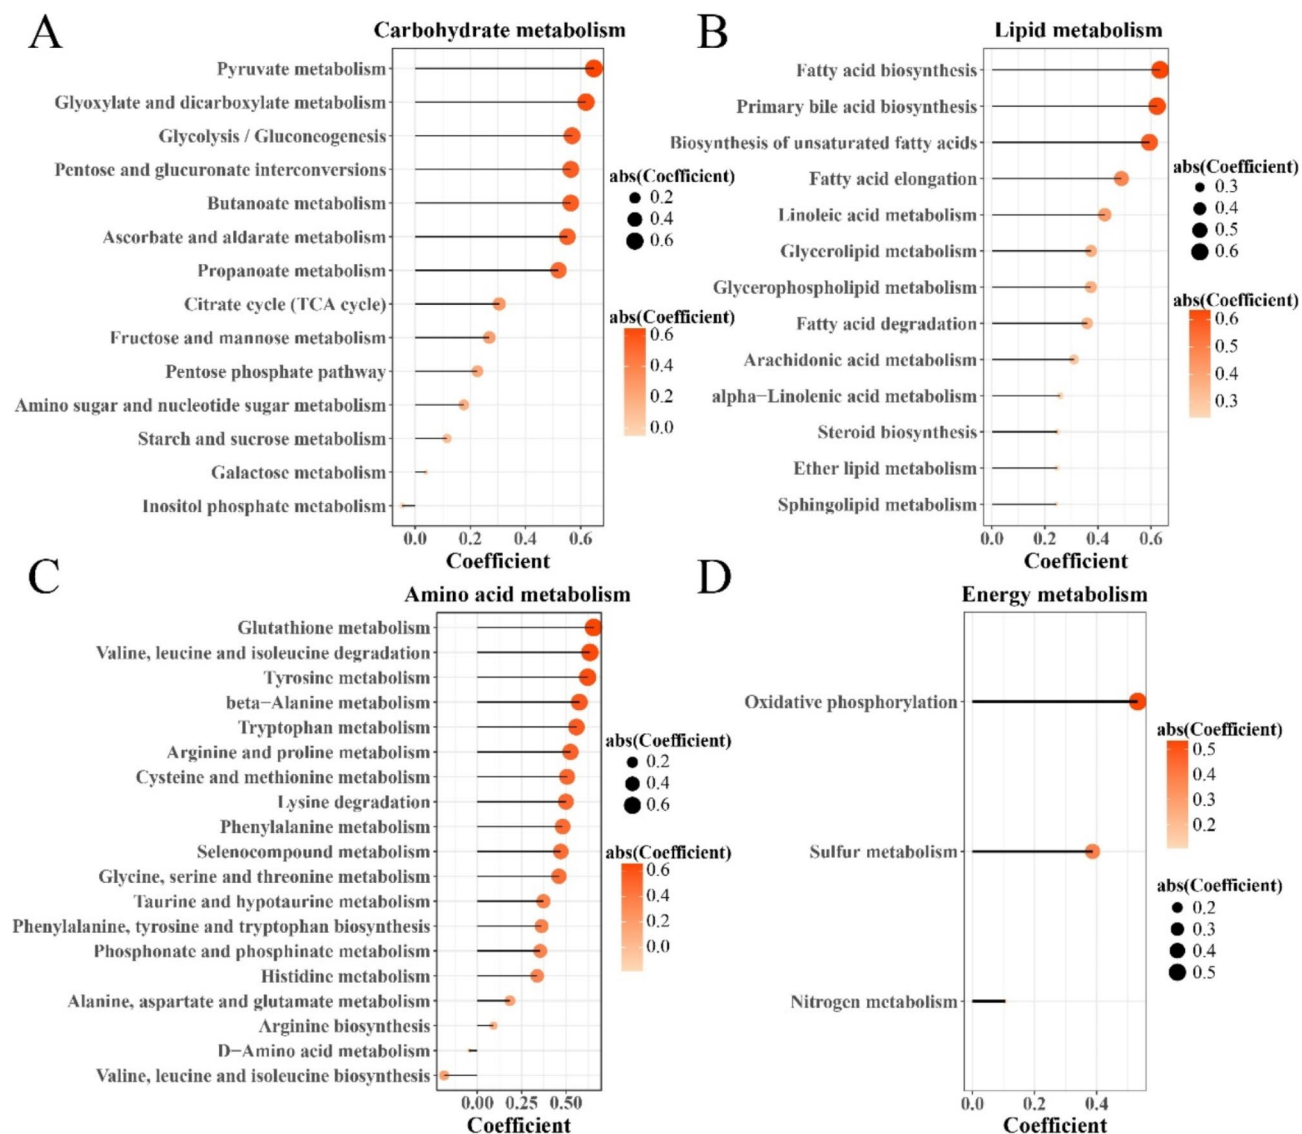 A
Carbohydrate metabolism
Pyruvate metabolism
Glyoxylate and dicarboxylate metabolism
Glycolysis / Gluconeogenesis
Pentose and glucuronate interconversions
Butanoate metabolism
Ascorbate and aldarate metabolism
Propanoate metabolism
Citrate cycle (TCA cycle)
Fructose and mannose metabolism
Pentose phosphate pathway
Amino sugar and nucleotide sugar metabolism
Starch and sucrose metabolism
Galactose metabolism
Inositol phosphate metabolism
0.0 0.2 0.4 0.6
Coefficient
abs(Coefficient)
0.2
0.4
0.6
abs(Coefficient)
0.6
0.4
0.2
0.0
B
Lipid metabolism
Fatty acid biosynthesis
Primary bile acid biosynthesis
Biosynthesis of unsaturated fatty acids
Fatty acid elongation
Linoleic acid metabolism
Glycerolipid metabolism
Glycerophospholipid metabolism
Fatty acid degradation
Arachidonic acid metabolism
alpha−Linolenic acid metabolism
Steroid biosynthesis
Ether lipid metabolism
Sphingolipid metabolism
0.0 0.2 0.4 0.6
Coefficient
abs(Coefficient)
0.3
0.4
0.5
0.6
abs(Coefficient)
0.6
0.5
0.4
0.3
C
Amino acid metabolism
Glutathione metabolism
Valine, leucine and isoleucine degradation
Tyrosine metabolism
beta−Alanine metabolism
Tryptophan metabolism
Arginine and proline metabolism
Cysteine and methionine metabolism
Lysine degradation
Phenylalanine metabolism
Selenocompound metabolism
Glycine, serine and threonine metabolism
Taurine and hypotaurine metabolism
Phenylalanine, tyrosine and tryptophan biosynthesis
Phosphonate and phosphinate metabolism
Histidine metabolism
Alanine, aspartate and glutamate metabolism
Arginine biosynthesis
D−Amino acid metabolism
Valine, leucine and isoleucine biosynthesis
0.00 0.25 0.50
Coefficient
abs(Coefficient)
0.2
0.4
0.6
abs(Coefficient)
0.6
0.4
0.2
0.0
D
Energy metabolism
Oxidative phosphorylation
Sulfur metabolism
Nitrogen metabolism
0.0 0.2 0.4
Coefficient
abs(Coefficient)
0.5
0.4
0.3
0.2
abs(Coefficient)
0.2
0.3
0.4
0.5